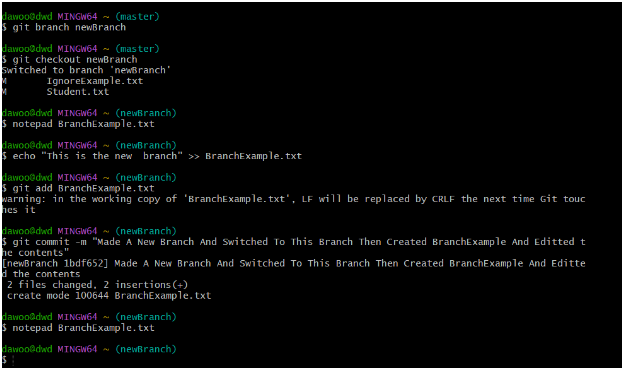 dawoo@dwd MINGW64 ~ (master)
$ git branch newBranch
dawoo@dwd MINGW64 ~ (master)
$ git checkout newBranch
Switched to branch 'newBranch'
M       IgnoreExample.txt
M       Student.txt
dawoo@dwd MINGW64 ~ (newBranch)
$ notepad BranchExample.txt
dawoo@dwd MINGW64 ~ (newBranch)
$ echo "This is the new  branch" >> BranchExample.txt
dawoo@dwd MINGW64 ~ (newBranch)
$ git add BranchExample.txt
warning: in the working copy of 'BranchExample.txt', LF will be replaced by CRLF the next time Git touc
hes it
dawoo@dwd MINGW64 ~ (newBranch)
$ git commit -m "Made A New Branch And Switched To This Branch Then Created BranchExample And Editted t
he contents"
[newBranch 1bdf652] Made A New Branch And Switched To This Branch Then Created BranchExample And Editte
d the contents
 2 files changed, 2 insertions(+)
 create mode 100644 BranchExample.txt
dawoo@dwd MINGW64 ~ (newBranch)
$ notepad BranchExample.txt
dawoo@dwd MINGW64 ~ (newBranch)
$